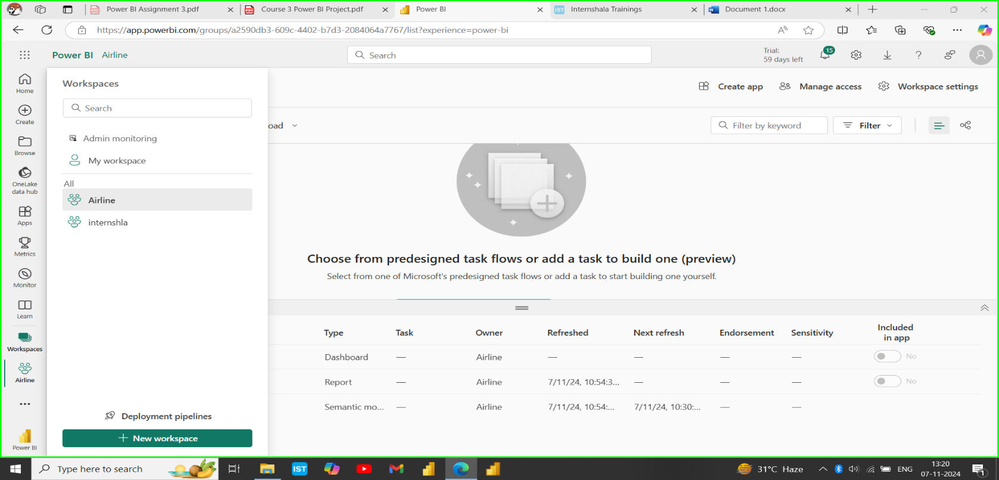 Power BI Assignment 3.pdf
Course 3 Power BI Project.pdf
Power BI
IST Internshala Trainings
Document 1.docx
https://app.powerbi.com/groups/a2590db3-609c-4402-b7d3-2084064a7767/list?experience=power-bi
Power BI Airline
Search
Trial:
59 days left
15
Home
Create
Browse
OneLake
data hub
Apps
Metrics
Monitor
Learn
Workspaces
Airline
Power BI
Workspaces
Search
Admin monitoring
My workspace
All
Airline
internshla
Deployment pipelines
New workspace
Create app
Manage access
Workspace settings
oad
Filter by keyword
Filter
Choose from predesigned task flows or add a task to build one (preview)
Select from one of Microsoft's predesigned task flows or add a task to start building one yourself.
Type Task Owner Refreshed Next refresh Endorsement Sensitivity Included
in app
Dashboard — Airline — — — — No
Report — Airline 7/11/24, 10:54:3... — — — No
Semantic mo... — Airline 7/11/24, 10:54:... 7/11/24, 10:30:... — —
Type here to search
IST
31°C Haze
ENG
13:20
07-11-2024
1